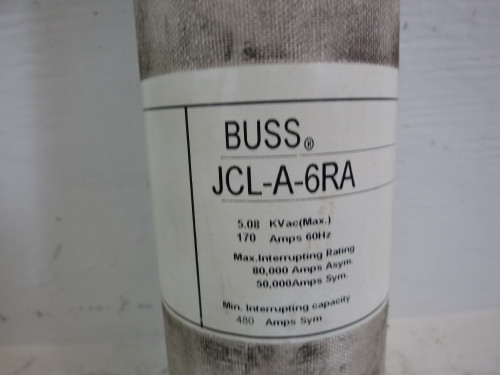 BUSS®
JCL-A-6RA
5.08 KVac(Max.)
170 Amps 60Hz
Max.Interrupting Rating
80,000 Amps Asym.
50,000Amps Sym.
Min. Interrupting capacity
480 Amps Sym